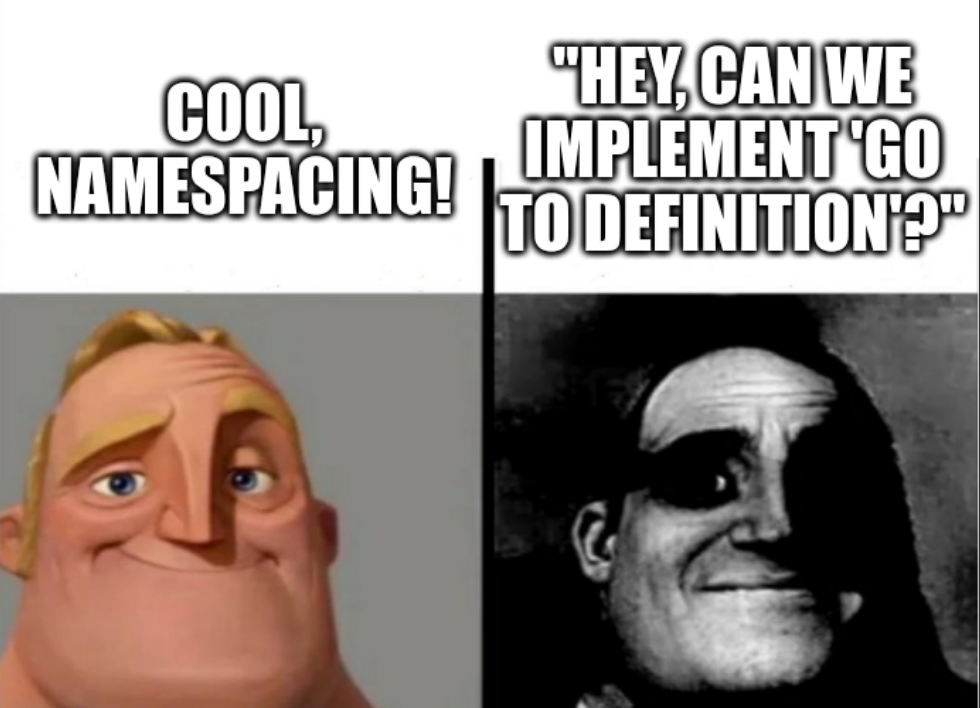 COOL,
NAMESPACING!
"HEY, CAN WE
IMPLEMENT 'GO
TO DEFINITION'?"